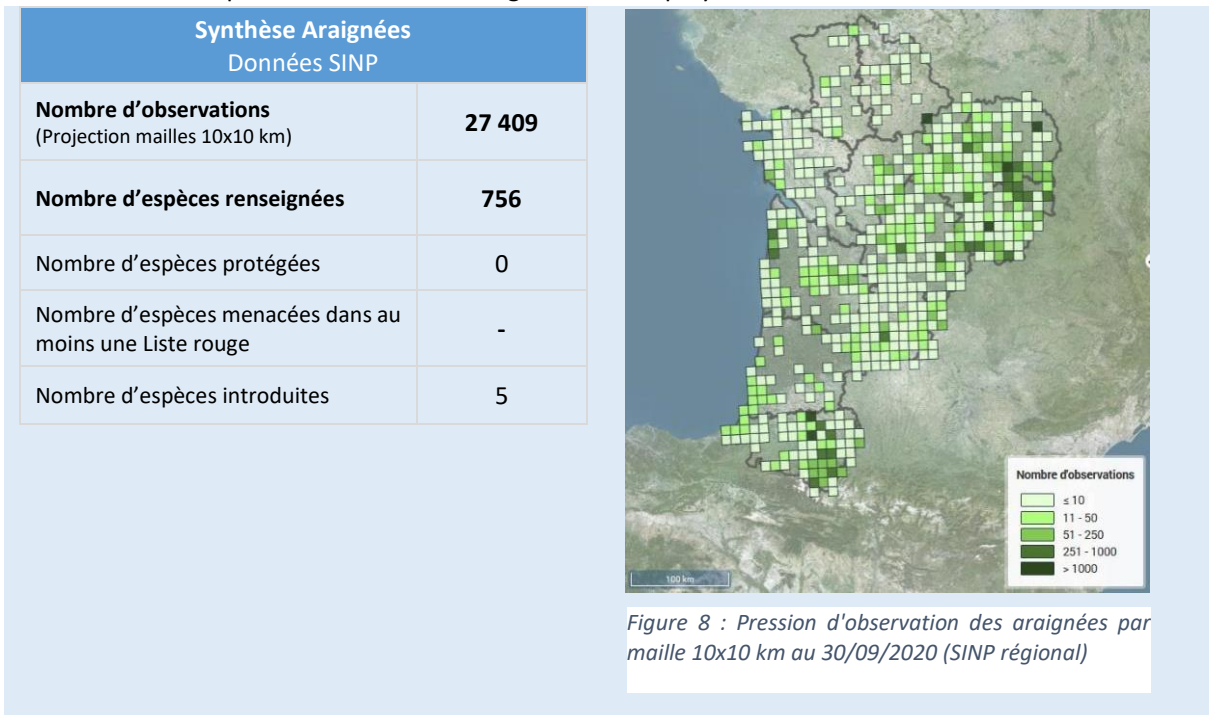 Synthèse Araignées
Données SINP
Nombre d'observations
(Projection mailles 10x10 km)
27 409
Nombre d'espèces renseignées
756
Nombre d'espèces protégées
0
Nombre d'espèces menacées dans au
moins une Liste rouge
-
Nombre d'espèces introduites
5
Nombre d'observations
≤ 10
11 - 50
51 - 250
251 - 1000
> 1000
100 km
Figure 8 : Pression d'observation des araignées par
maille 10x10 km au 30/09/2020 (SINP régional)